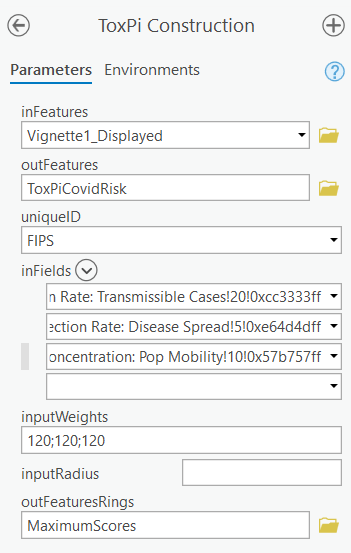 ToxPi Construction
Parameters Environments
inFeatures
Vignette1_Displayed
outFeatures
ToxPiCovidRisk
uniqueID
FIPS
inFields
n Rate: Transmissible Cases!20!0xcc3333ff
ection Rate: Disease Spread!5!0xe64d4dff
oncentration: Pop Mobility!10!0x57b757ff
inputWeights
120;120;120
inputRadius
outFeaturesRings
MaximumScores